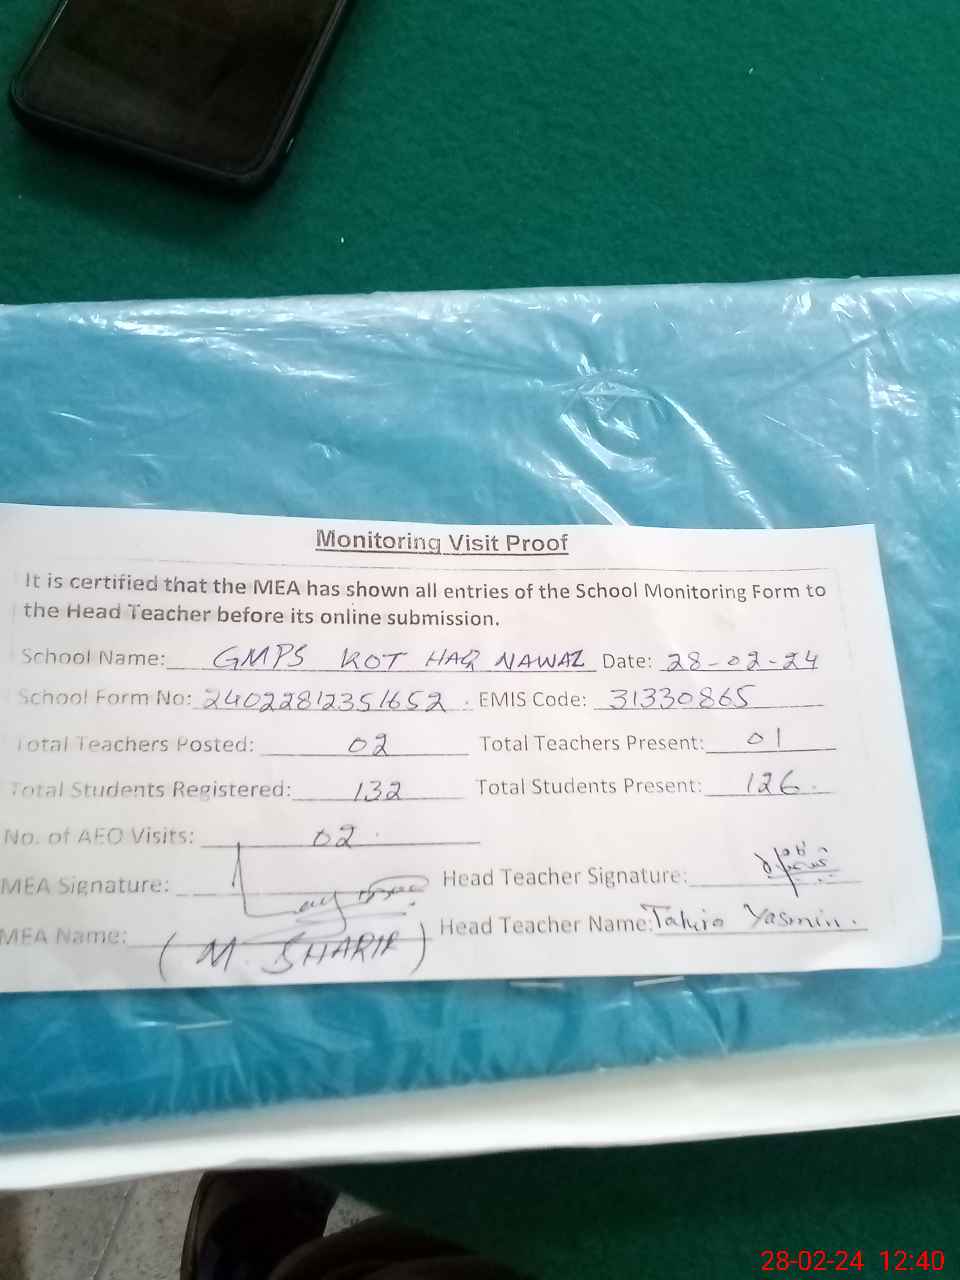 Monitoring Visit Proof
It is certified that the MEA has shown all entries of the School Monitoring Form to
the Head Teacher before its online submission.
School Name: GMPS KOT HAQ NAWAZ Date: 28-02-24
School Form No: 24022812351652. EMIS Code: 31330865
Total Teachers Posted: 02 Total Teachers Present: 01
Total Students Registered: 132 Total Students Present: 126.
No. of AEO Visits: 02.
MEA Signature: Head Teacher Signature:
MEA Name: (M. SHARIF) Head Teacher Name: Yasmin.
28-02-24 12:40